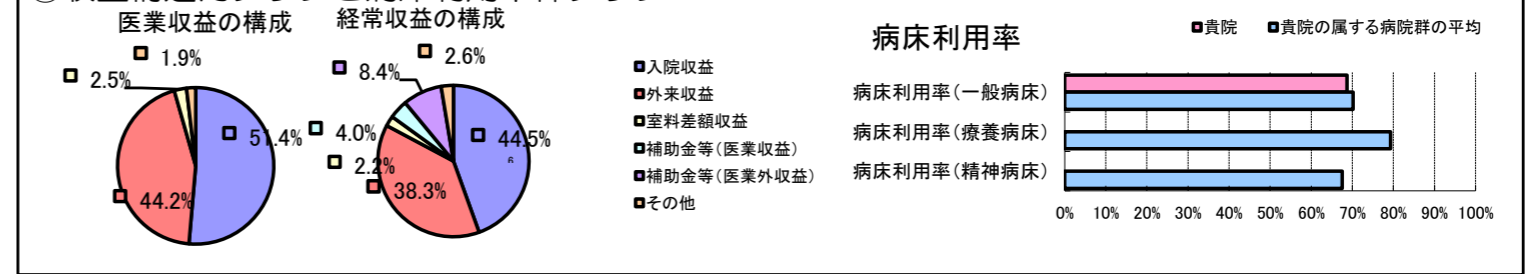 医業収益の構成
1.9%
2.5%
51.4%
44.2%
経常収益の構成
2.6%
8.4%
4.0%
2.2%
44.5%
38.3%
入院収益
外来収益
室料差額収益
補助金等(医業収益)
補助金等(医業外収益)
その他
病床利用率
貴院 貴院の属する病院群の平均
病床利用率(一般病床)
病床利用率(療養病床)
病床利用率(精神病床)
0% 10% 20% 30% 40% 50% 60% 70% 80% 90% 100%